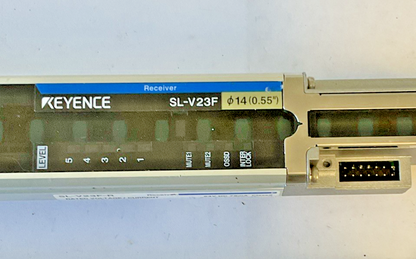 Receiver
KEYENCE SL-V23F φ14(0.55")
LEVEL 5 4 3 2 1 MUTE1 MUTE2 OSSD INTER LOCK